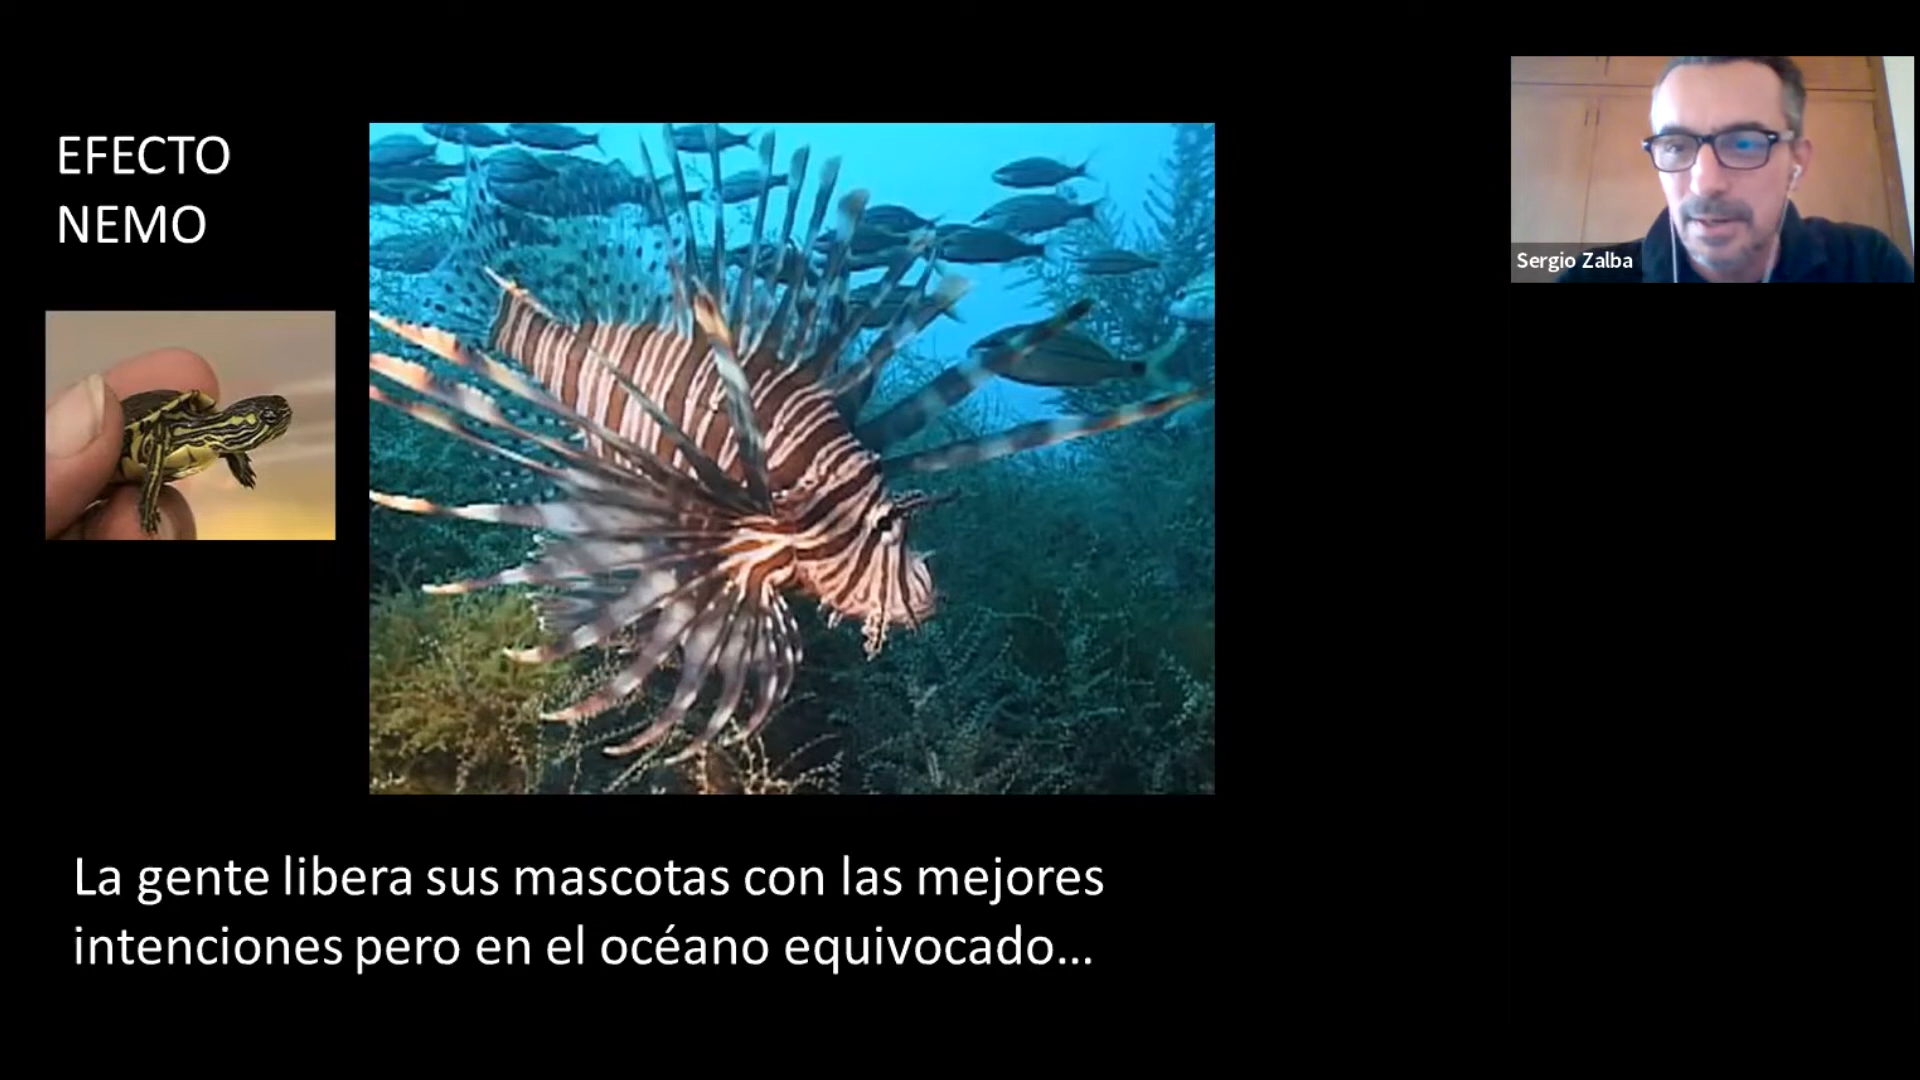 EFECTO
NEMO
Sergio Zalba
La gente libera sus mascotas con las mejores
intenciones pero en el océano equivocado...